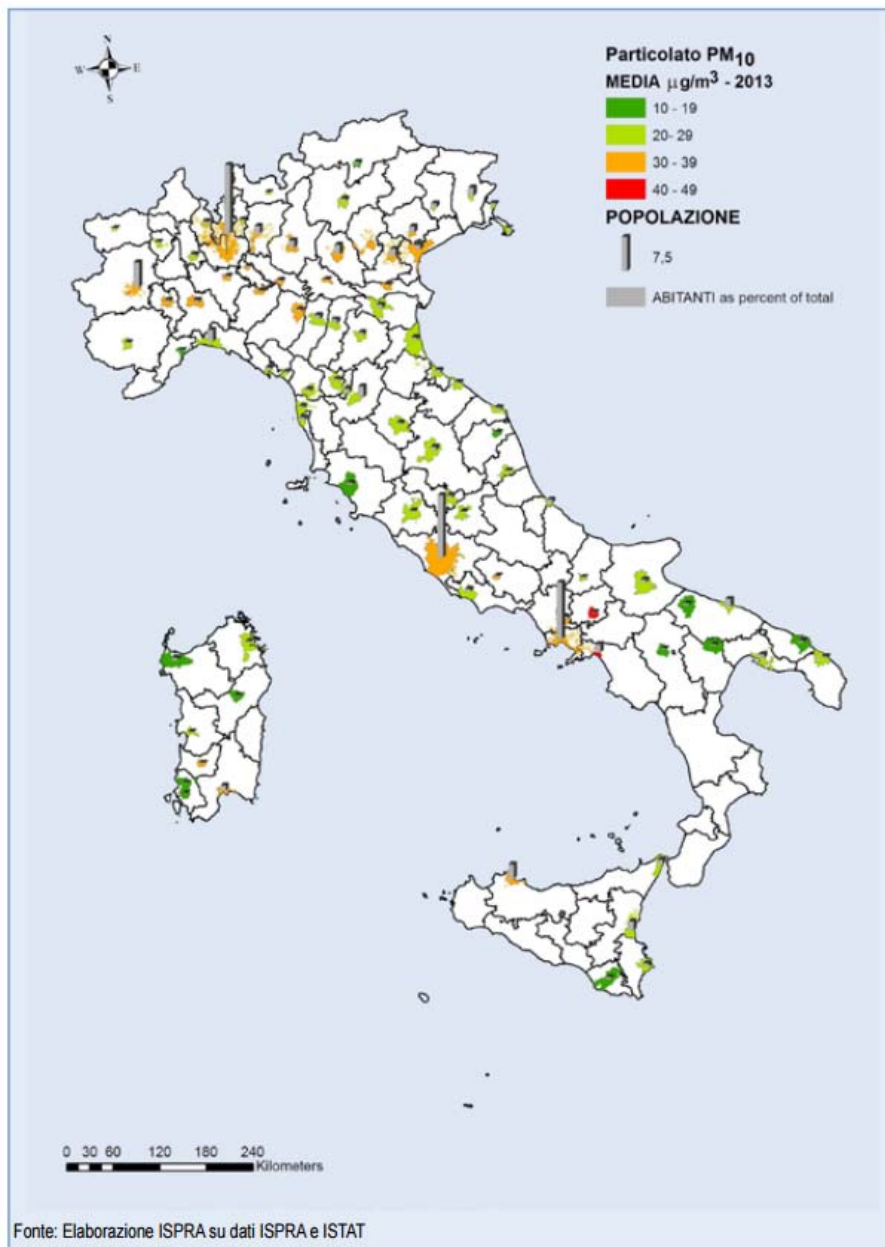 N
W E
S
Particolato PM10
MEDIA µg/m³ - 2013
10 - 19
20- 29
30 - 39
40 - 49
POPOLAZIONE
7,5
ABITANTI as percent of total
0 30 60 120 180 240
Kilometers
Fonte: Elaborazione ISPRA su dati ISPRA e ISTAT